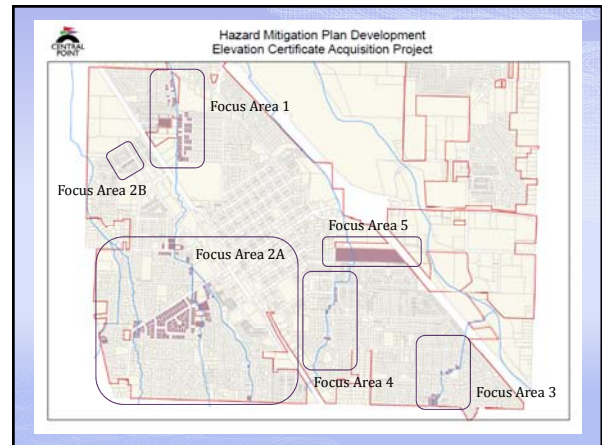 CENTRAL
POINT
Hazard Mitigation Plan Development
Elevation Certificate Acquisition Project
Focus Area 1
Focus Area 2B
Focus Area 5
Focus Area 2A
Focus Area 4
Focus Area 3